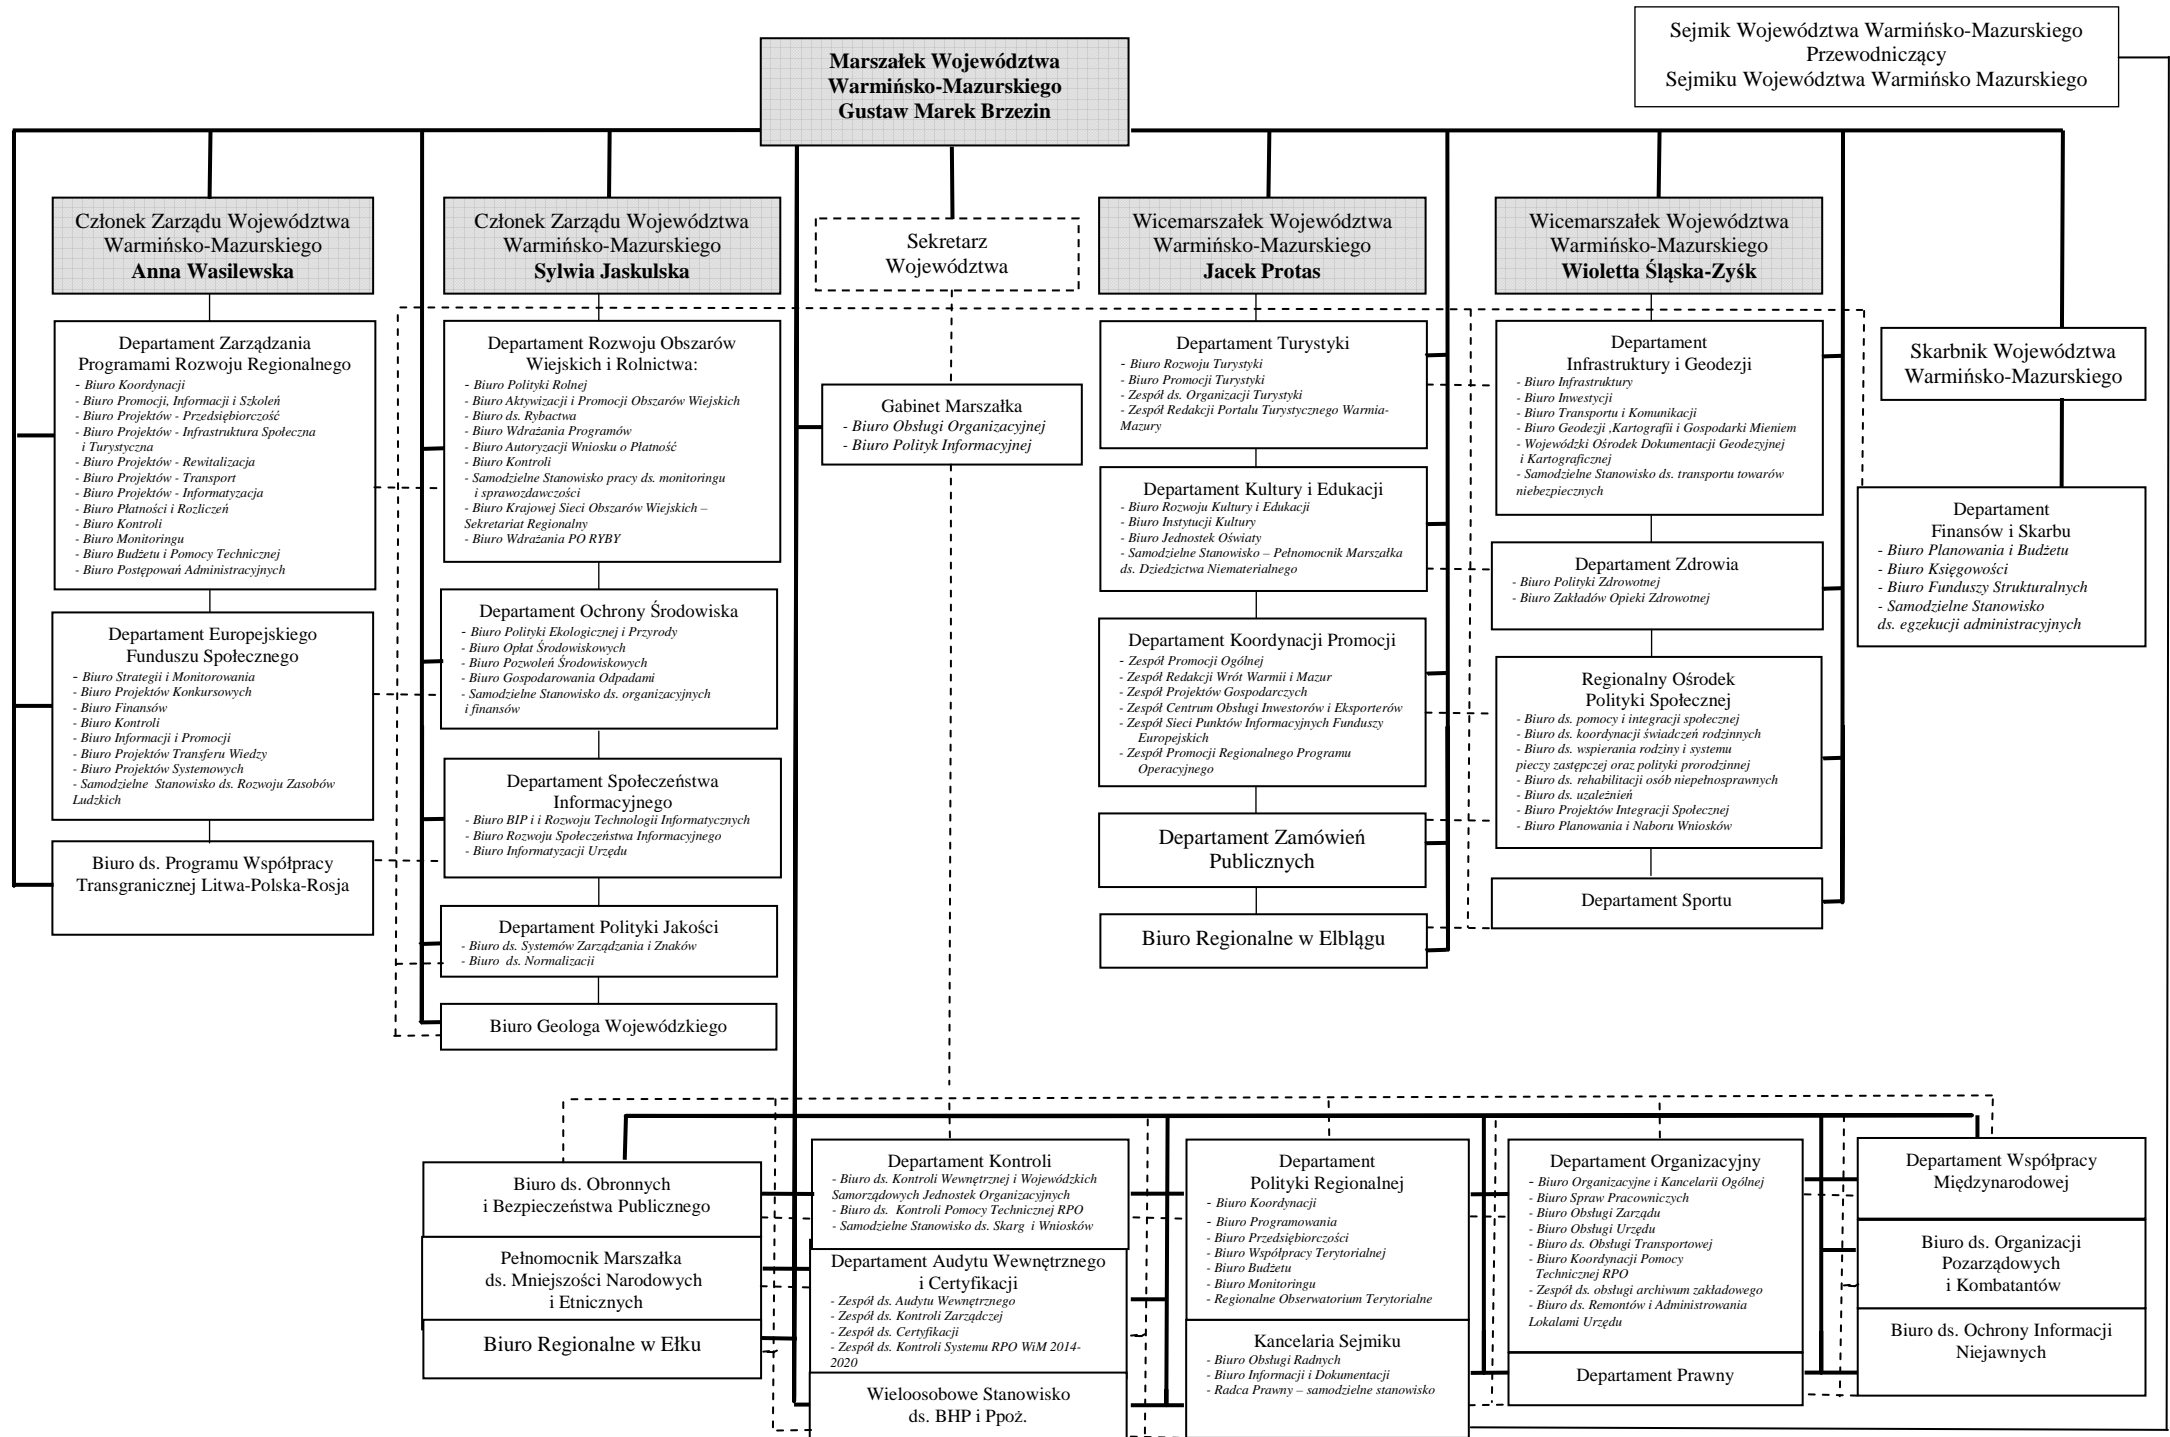 Sejmik Województwa Warmińsko-Mazurskiego
Przewodniczący
Sejmiku Województwa Warmińsko Mazurskiego
Marszałek Województwa
Warmińsko-Mazurskiego
Gustaw Marek Brzezin
Członek Zarządu Województwa
Warmińsko-Mazurskiego
Anna Wasilewska
Członek Zarządu Województwa
Warmińsko-Mazurskiego
Sylwia Jaskulska
Sekretarz
Województwa
Wicemarszałek Województwa
Warmińsko-Mazurskiego
Jacek Protas
Wicemarszałek Województwa
Warmińsko-Mazurskiego
Wioletta Śląska-Zyśk
Departament Zarządzania
Programami Rozwoju Regionalnego
- Biuro Koordynacji
- Biuro Promocji, Informacji i Szkoleń
- Biuro Projektów - Przedsiębiorczość
- Biuro Projektów - Infrastruktura Społeczna
i Turystyczna
- Biuro Projektów - Rewitalizacja
- Biuro Projektów - Transport
- Biuro Projektów - Informatyzacja
- Biuro Płatności i Rozliczeń
- Biuro Kontroli
- Biuro Monitoringu
- Biuro Budżetu i Pomocy Technicznej
- Biuro Postępowań Administracyjnych
Departament Europejskiego
Funduszu Społecznego
- Biuro Strategii i Monitorowania
- Biuro Projektów Konkursowych
- Biuro Finansów
- Biuro Kontroli
- Biuro Informacji i Promocji
- Biuro Projektów Transferu Wiedzy
- Biuro Projektów Systemowych
- Samodzielne Stanowisko ds. Rozwoju Zasobów
Ludzkich
Biuro ds. Programu Współpracy
Transgranicznej Litwa-Polska-Rosja
Departament Rozwoju Obszarów
Wiejskich i Rolnictwa:
- Biuro Polityki Rolnej
- Biuro Aktywizacji i Promocji Obszarów Wiejskich
- Biuro ds. Rybactwa
- Biuro Wdrażania Programów
- Biuro Autoryzacji Wniosku o Płatność
- Biuro Kontroli
- Samodzielne Stanowisko pracy ds. monitoringu
i sprawozdawczości
- Biuro Krajowej Sieci Obszarów Wiejskich –
Sekretariat Regionalny
- Biuro Wdrażania PO RYBY
Departament Ochrony Środowiska
- Biuro Polityki Ekologicznej i Przyrody
- Biuro Opłat Środowiskowych
- Biuro Pozwoleń Środowiskowych
- Biuro Gospodarowania Odpadami
- Samodzielne Stanowisko ds. organizacyjnych
i finansów
Departament Społeczeństwa
Informacyjnego
- Biuro BIP i i Rozwoju Technologii Informatycznych
- Biuro Rozwoju Społeczeństwa Informacyjnego
- Biuro Informatyzacji Urzędu
Departament Polityki Jakości
- Biuro ds. Systemów Zarządzania i Znaków
- Biuro ds. Normalizacji
Biuro Geologa Wojewódzkiego
Gabinet Marszałka
- Biuro Obsługi Organizacyjnej
- Biuro Polityk Informacyjnej
Departament Turystyki
- Biuro Rozwoju Turystyki
- Biuro Promocji Turystyki
- Zespół ds. Organizacji Turystyki
- Zespół Redakcji Portalu Turystycznego Warmia-
Mazury
Departament Kultury i Edukacji
- Biuro Rozwoju Kultury i Edukacji
- Biuro Instytucji Kultury
- Biuro Jednostek Oświaty
- Samodzielne Stanowisko – Pełnomocnik Marszałka
ds. Dziedzictwa Niematerialnego
Departament Koordynacji Promocji
- Zespół Promocji Ogólnej
- Zespół Redakcji Wrót Warmii i Mazur
- Zespół Projektów Gospodarczych
- Zespół Centrum Obsługi Inwestorów i Eksporterów
- Zespół Sieci Punktów Informacyjnych Funduszy
Europejskich
- Zespół Promocji Regionalnego Programu
Operacyjnego
Departament Zamówień
Publicznych
Biuro Regionalne w Elblągu
Departament
Infrastruktury i Geodezji
- Biuro Infrastruktury
- Biuro Inwestycji
- Biuro Transportu i Komunikacji
- Biuro Geodezji ,Kartografii i Gospodarki Mieniem
- Wojewódzki Ośrodek Dokumentacji Geodezyjnej
i Kartograficznej
- Samodzielne Stanowisko ds. transportu towarów
niebezpiecznych
Departament Zdrowia
- Biuro Polityki Zdrowotnej
- Biuro Zakładów Opieki Zdrowotnej
Regionalny Ośrodek
Polityki Społecznej
- Biuro ds. pomocy i integracji społecznej
- Biuro ds. koordynacji świadczeń rodzinnych
- Biuro ds. wspierania rodziny i systemu
pieczy zastępczej oraz polityki prorodzinnej
- Biuro ds. rehabilitacji osób niepełnosprawnych
- Biuro ds. uzależnień
- Biuro Projektów Integracji Społecznej
- Biuro Planowania i Naboru Wniosków
Departament Sportu
Skarbnik Województwa
Warmińsko-Mazurskiego
Departament
Finansów i Skarbu
- Biuro Planowania i Budżetu
- Biuro Księgowości
- Biuro Funduszy Strukturalnych
- Samodzielne Stanowisko
ds. egzekucji administracyjnych
Biuro ds. Obronnych
i Bezpieczeństwa Publicznego
Pełnomocnik Marszałka
ds. Mniejszości Narodowych
i Etnicznych
Biuro Regionalne w Ełku
Departament Kontroli
- Biuro ds. Kontroli Wewnętrznej i Wojewódzkich
Samorządowych Jednostek Organizacyjnych
- Biuro ds. Kontroli Pomocy Technicznej RPO
- Samodzielne Stanowisko ds. Skarg i Wniosków
Departament Audytu Wewnętrznego
i Certyfikacji
- Zespół ds. Audytu Wewnętrznego
- Zespół ds. Kontroli Zarządczej
- Zespół ds. Certyfikacji
- Zespół ds. Kontroli Systemu RPO WiM 2014-
2020
Wieloosobowe Stanowisko
ds. BHP i Ppoż.
Departament
Polityki Regionalnej
- Biuro Koordynacji
- Biuro Programowania
- Biuro Przedsiębiorczości
- Biuro Współpracy Terytorialnej
- Biuro Budżetu
- Biuro Monitoringu
- Regionalne Obserwatorium Terytorialne
Kancelaria Sejmiku
- Biuro Obsługi Radnych
- Biuro Informacji i Dokumentacji
- Radca Prawny – samodzielne stanowisko
Departament Organizacyjny
- Biuro Organizacyjne i Kancelarii Ogólnej
- Biuro Spraw Pracowniczych
- Biuro Obsługi Zarządu
- Biuro Obsługi Urzędu
- Biuro ds. Obsługi Transportowej
- Biuro Koordynacji Pomocy
Technicznej RPO
- Zespół ds. obsługi archiwum zakładowego
- Biuro ds. Remontów i Administrowania
Lokalami Urzędu
Departament Prawny
Departament Współpracy
Międzynarodowej
Biuro ds. Organizacji
Pozarządowych
i Kombatantów
Biuro ds. Ochrony Informacji
Niejawnych